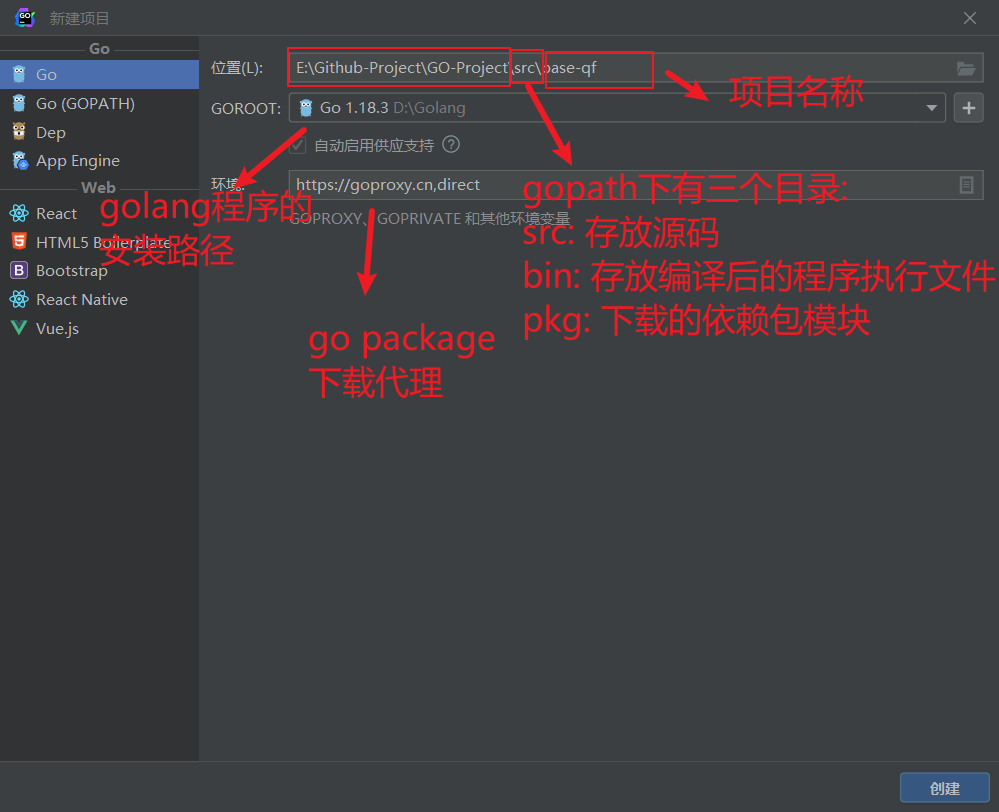 新建项目
Go
Go
Go (GOPATH)
Dep
App Engine
Web
React
HTML5 Boilerplate
Bootstrap
React Native
Vue.js
位置(L):
E:\Github-Project\GO-Project\src\base-qf
项目名称
GOROOT:
Go 1.18.3 D:\Golang
自动启用供应支持
环境:
https://goproxy.cn,direct
GOPROXY、GOPRIVATE 和其他环境变量
golang程序的
安装路径
gopath下有三个目录:
src: 存放源码
bin: 存放编译后的程序执行文件
pkg: 下载的依赖包模块
go package
下载代理
创建